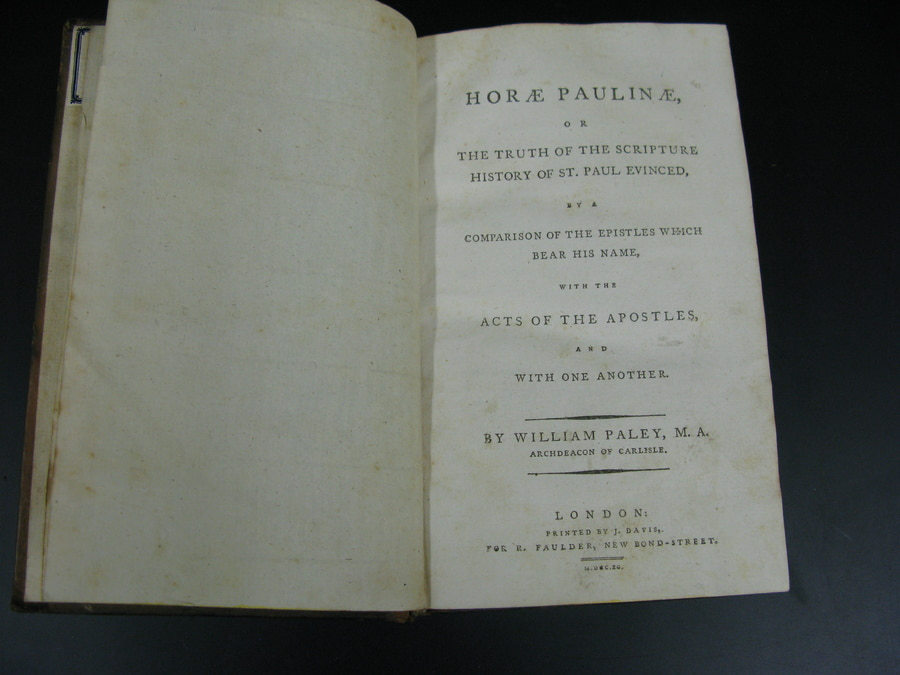 HORÆ PAULINÆ,
OR
THE TRUTH OF THE SCRIPTURE
HISTORY OF ST. PAUL EVINCED,
BY A
COMPARISON OF THE EPISTLES WHICH
BEAR HIS NAME,
WITH THE
ACTS OF THE APOSTLES,
AND
WITH ONE ANOTHER.
BY WILLIAM PALEY, M. A.
ARCHDEACON OF CARLISLE.
LONDON:
PRINTED BY J. DAVIS,
FOR R. FAULDER, NEW BOND-STREET.
M.DCC.XC.